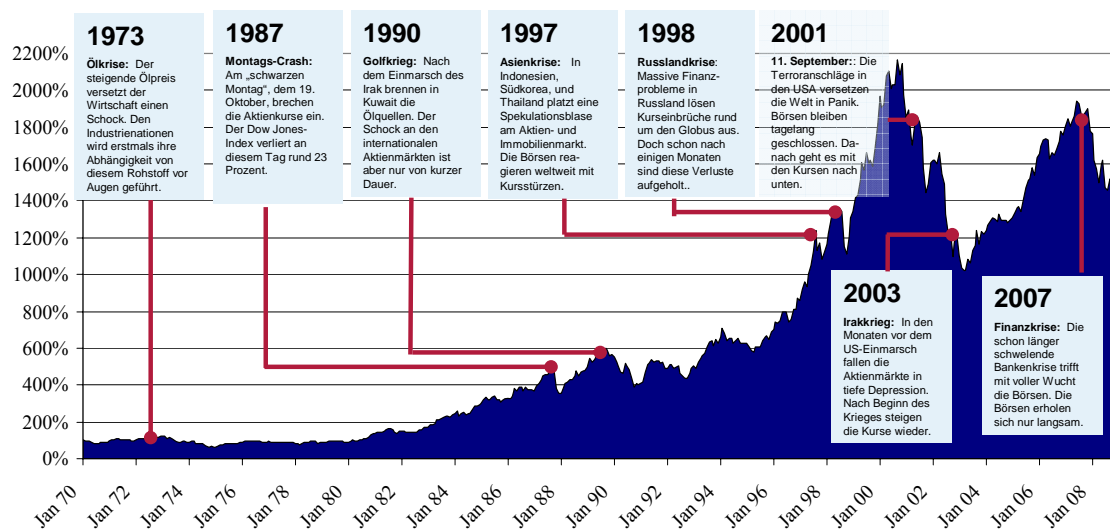 1973
Ölkrise: Der
steigende Ölpreis
versetzt der
Wirtschaft einen
Schock. Den
Industrienationen
wird erstmals ihre
Abhängigkeit von
diesem Rohstoff vor
Augen geführt.
1987
Montags-Crash:
Am „schwarzen
Montag“, dem 19.
Oktober, brechen
die Aktienkurse ein.
Der Dow Jones-
Index verliert an
diesem Tag rund 23
Prozent.
1990
Golfkrieg: Nach
dem Einmarsch des
Irak brennen in
Kuwait die
Ölquellen. Der
Schock an den
internationalen
Aktienmärkten ist
aber nur von kurzer
Dauer.
1997
Asienkrise: In
Indonesien,
Südkorea, und
Thailand platzt eine
Spekulationsblase
am Aktien- und
Immobilienmarkt.
Die Börsen rea-
gieren weltweit mit
Kursstürzen.
1998
Russlandkrise:
Massive Finanz-
probleme in
Russland lösen
Kurseinbrüche rund
um den Globus aus.
Doch schon nach
einigen Monaten
sind diese Verluste
aufgeholt..
2001
11. September:: Die
Terroranschläge in
den USA versetzen
die Welt in Panik.
Börsen bleiben
tagelang
geschlossen. Da-
nach geht es mit
den Kursen nach
unten.
2003
Irakkrieg: In den
Monaten vor dem
US-Einmarsch
fallen die
Aktienmärkte in
tiefe Depression.
Nach Beginn des
Krieges steigen
die Kurse wieder.
2007
Finanzkrise: Die
schon länger
schwelende
Bankenkrise trifft
mit voller Wucht
die Börsen. Die
Börsen erholen
sich nur langsam.
2200%
2000%
1800%
1600%
1400%
1200%
1000%
800%
600%
400%
200%
0%
Jan 70
Jan 72
Jan 74
Jan 76
Jan 78
Jan 80
Jan 82
Jan 84
Jan 86
Jan 88
Jan 90
Jan 92
Jan 94
Jan 96
Jan 98
Jan 00
Jan 02
Jan 04
Jan 06
Jan 08